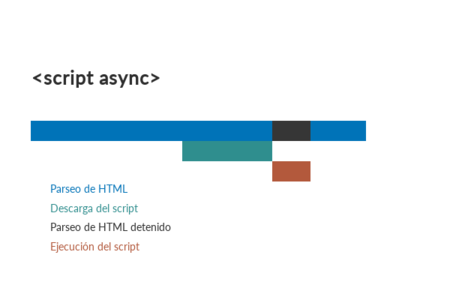 <script async>
Parseo de HTML
Descarga del script
Parseo de HTML detenido
Ejecución del script